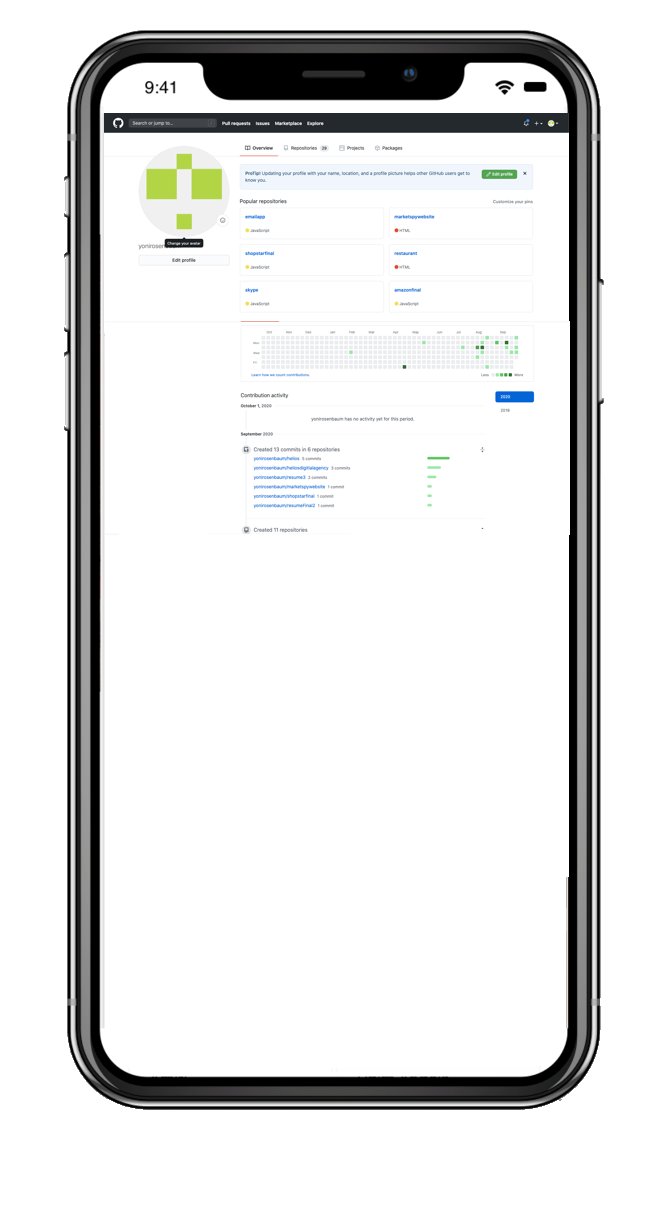 9:41
Search or jump to... /
Pull requests Issues Marketplace Explore
Overview Repositories 28 Projects Packages
ProTip! Updating your profile with your name, location, and a profile picture helps other GitHub users get to
know you.
Edit profile
Popular repositories
Customize your pins
emailapp
JavaScript
marketspywebsite
HTML
shopstarfinal
JavaScript
restaurant
HTML
skype
JavaScript
amazonfinal
JavaScript
Change your avatar
Edit profile
Oct Nov Dec Jan Feb Mar Apr May Jun Jul Aug Sep
Mon
Wed
Fri
Learn how we count contributions.
Less More
Contribution activity
2020
2019
October 1, 2020
yonirosenbaum has no activity yet for this period.
September 2020
Created 13 commits in 6 repositories
yonirosenbaum/helios 5 commits
yonirosenbaum/heliosdigitialagency 3 commits
yonirosenbaum/resume3 2 commits
yonirosenbaum/marketspywebsite 1 commit
yonirosenbaum/shopstarfinal 1 commit
yonirosenbaum/resumeFinal2 1 commit
Created 11 repositories